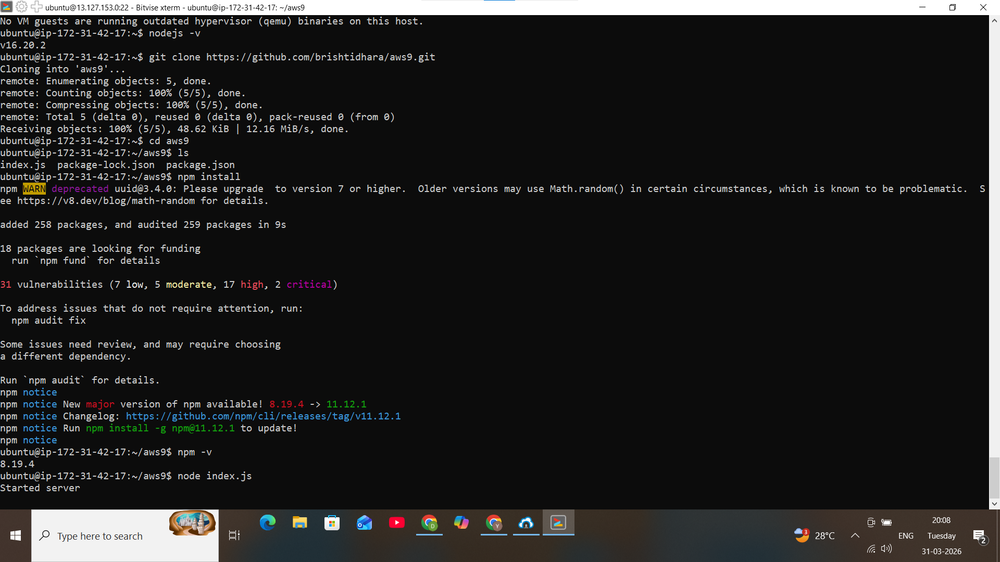 ubuntu@13.127.153.0:22 - Bitvise xterm - ubuntu@ip-172-31-42-17: ~/aws9
No VM guests are running outdated hypervisor (qemu) binaries on this host.
ubuntu@ip-172-31-42-17:~$ nodejs -v
v16.20.2
ubuntu@ip-172-31-42-17:~$ git clone https://github.com/brishtidhara/aws9.git
Cloning into 'aws9'...
remote: Enumerating objects: 5, done.
remote: Counting objects: 100% (5/5), done.
remote: Compressing objects: 100% (5/5), done.
remote: Total 5 (delta 0), reused 0 (delta 0), pack-reused 0 (from 0)
Receiving objects: 100% (5/5), 48.62 KiB | 12.16 MiB/s, done.
ubuntu@ip-172-31-42-17:~$ cd aws9
ubuntu@ip-172-31-42-17:~/aws9$ ls
index.js  package-lock.json  package.json
ubuntu@ip-172-31-42-17:~/aws9$ npm install
npm WARN deprecated uuid@3.4.0: Please upgrade  to version 7 or higher.  Older versions may use Math.random() in certain circumstances, which is known to be problematic.  S
ee https://v8.dev/blog/math-random for details.
added 258 packages, and audited 259 packages in 9s
18 packages are looking for funding
  run `npm fund` for details
31 vulnerabilities (7 low, 5 moderate, 17 high, 2 critical)
To address issues that do not require attention, run:
  npm audit fix
Some issues need review, and may require choosing
a different dependency.
Run `npm audit` for details.
npm notice
npm notice New major version of npm available! 8.19.4 -> 11.12.1
npm notice Changelog: https://github.com/npm/cli/releases/tag/v11.12.1
npm notice Run npm install -g npm@11.12.1 to update!
npm notice
ubuntu@ip-172-31-42-17:~/aws9$ npm -v
8.19.4
ubuntu@ip-172-31-42-17:~/aws9$ node index.js
Started server
Type here to search
D
Y
3
28°C
ENG
20:08
Tuesday
31-03-2026
2